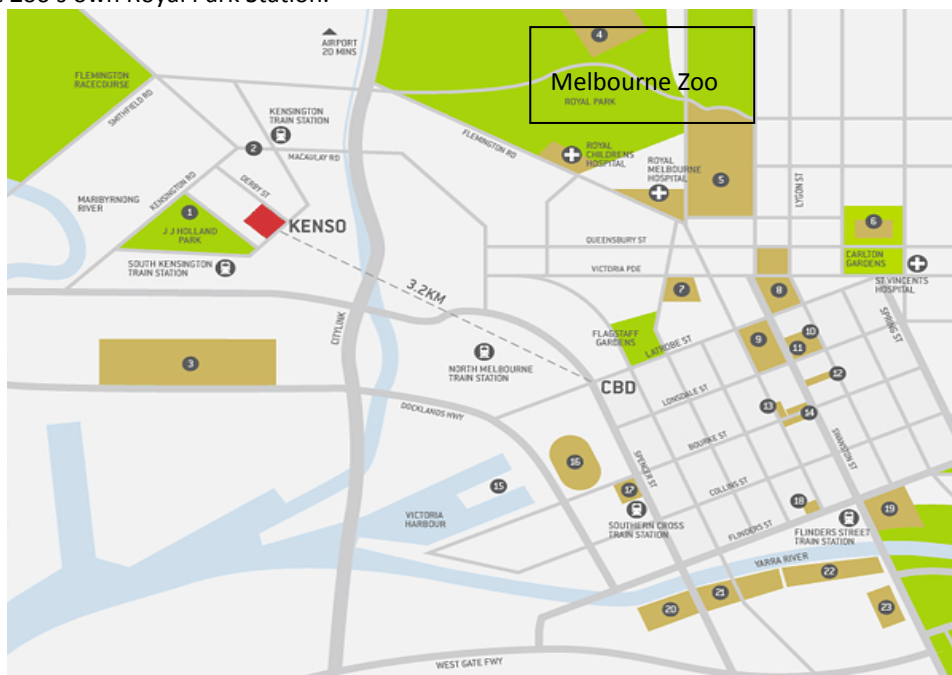 Zoo's own Royal Park Station.
AIRPORT
20 MINS
4
Melbourne Zoo
ROYAL PARK
FLEMINGTON
RACECOURSE
SMITHFIELD RD
KENSINGTON
TRAIN STATION
2
MACAULAY RD
FLEMINGTON RD
ROYAL
CHILDRENS
HOSPITAL
ROYAL
MELBOURNE
HOSPITAL
5
LYGON ST
MARIBYRNONG
RIVER
KENSINGTON RD
DERBY ST
1
J J HOLLAND
PARK
KENSO
SOUTH KENSINGTON
TRAIN STATION
QUEENSBURY ST
VICTORIA PDE
6
CARLTON
GARDENS
ST VINCENTS
HOSPITAL
3.2KM
CITYLINK
7
8
SPRING ST
FLAGSTAFF
GARDENS
LATROBE ST
9
10
11
3
NORTH MELBOURNE
TRAIN STATION
CBD
LONSDALE ST
12
13
14
DOCKLANDS HWY
BOURKE ST
SWANSTON ST
16
SPENCER ST
15
17
COLLINS ST
VICTORIA
HARBOUR
SOUTHERN CROSS
TRAIN STATION
FLINDERS ST
18
19
FLINDERS STREET
TRAIN STATION
YARRA RIVER
20
21
22
23
WEST GATE FWY